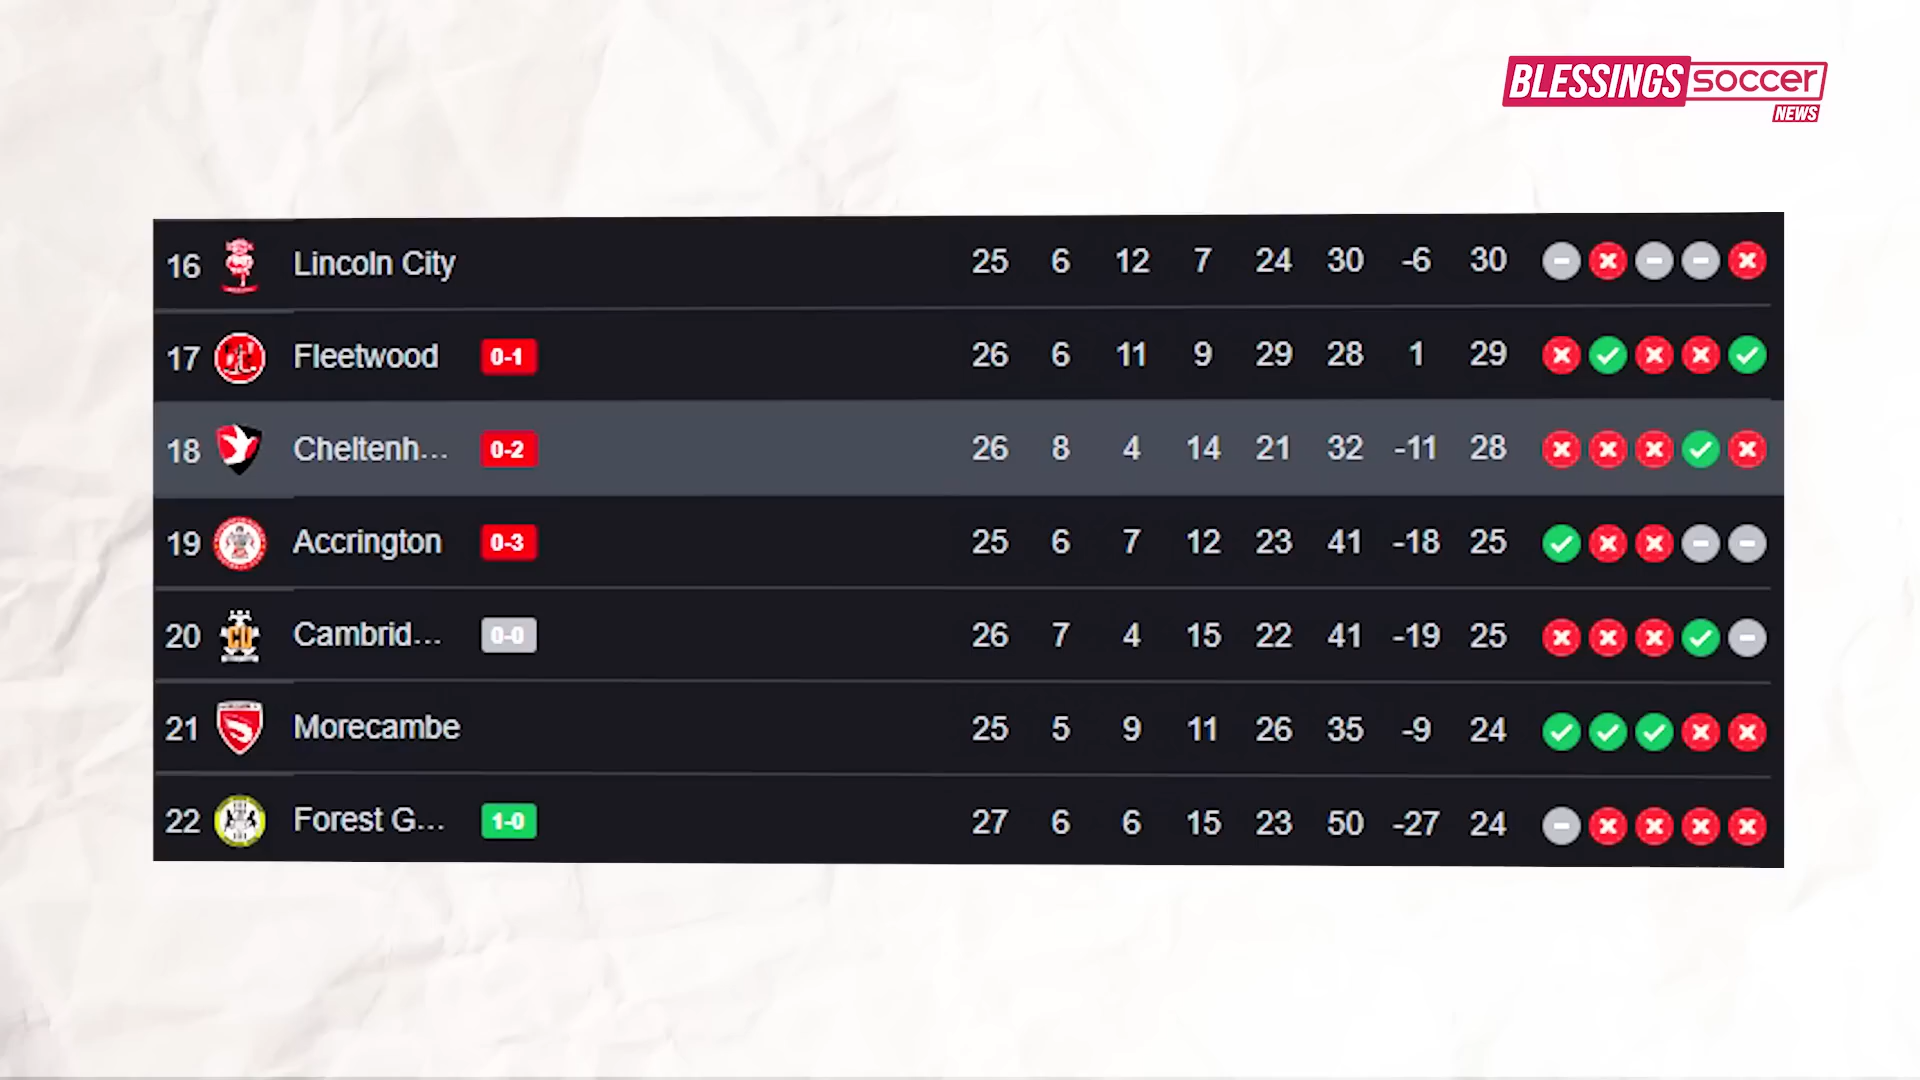 BLESSINGS soccer
NEWS
16 Lincoln City 25 6 12 7 24 30 -6 30
17 Fleetwood 0-1 26 6 11 9 29 28 1 29
18 Cheltenh... 0-2 26 8 4 14 21 32 -11 28
19 Accrington 0-3 25 6 7 12 23 41 -18 25
20 CU Cambrid... 0-0 26 7 4 15 22 41 -19 25
21 Morecambe 25 5 9 11 26 35 -9 24
22 Forest G... 1-0 27 6 6 15 23 50 -27 24